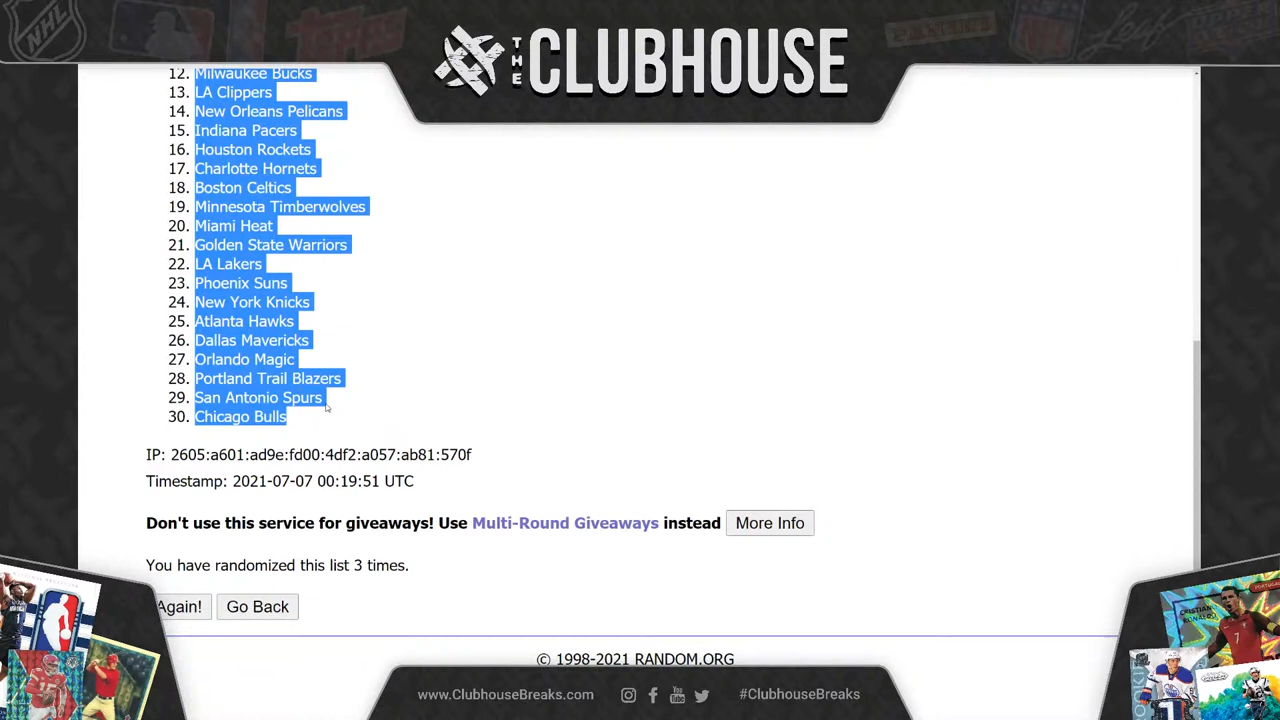 THE CLUBHOUSE
12. Milwaukee Bucks
13. LA Clippers
14. New Orleans Pelicans
15. Indiana Pacers
16. Houston Rockets
17. Charlotte Hornets
18. Boston Celtics
19. Minnesota Timberwolves
20. Miami Heat
21. Golden State Warriors
22. LA Lakers
23. Phoenix Suns
24. New York Knicks
25. Atlanta Hawks
26. Dallas Mavericks
27. Orlando Magic
28. Portland Trail Blazers
29. San Antonio Spurs
30. Chicago Bulls
IP: 2605:a601:ad9e:fd00:4df2:a057:ab81:570f
Timestamp: 2021-07-07 00:19:51 UTC
Don't use this service for giveaways! Use Multi-Round Giveaways instead More Info
You have randomized this list 3 times.
Again! Go Back
© 1998-2021 RANDOM.ORG
www.ClubhouseBreaks.com #ClubhouseBreaks